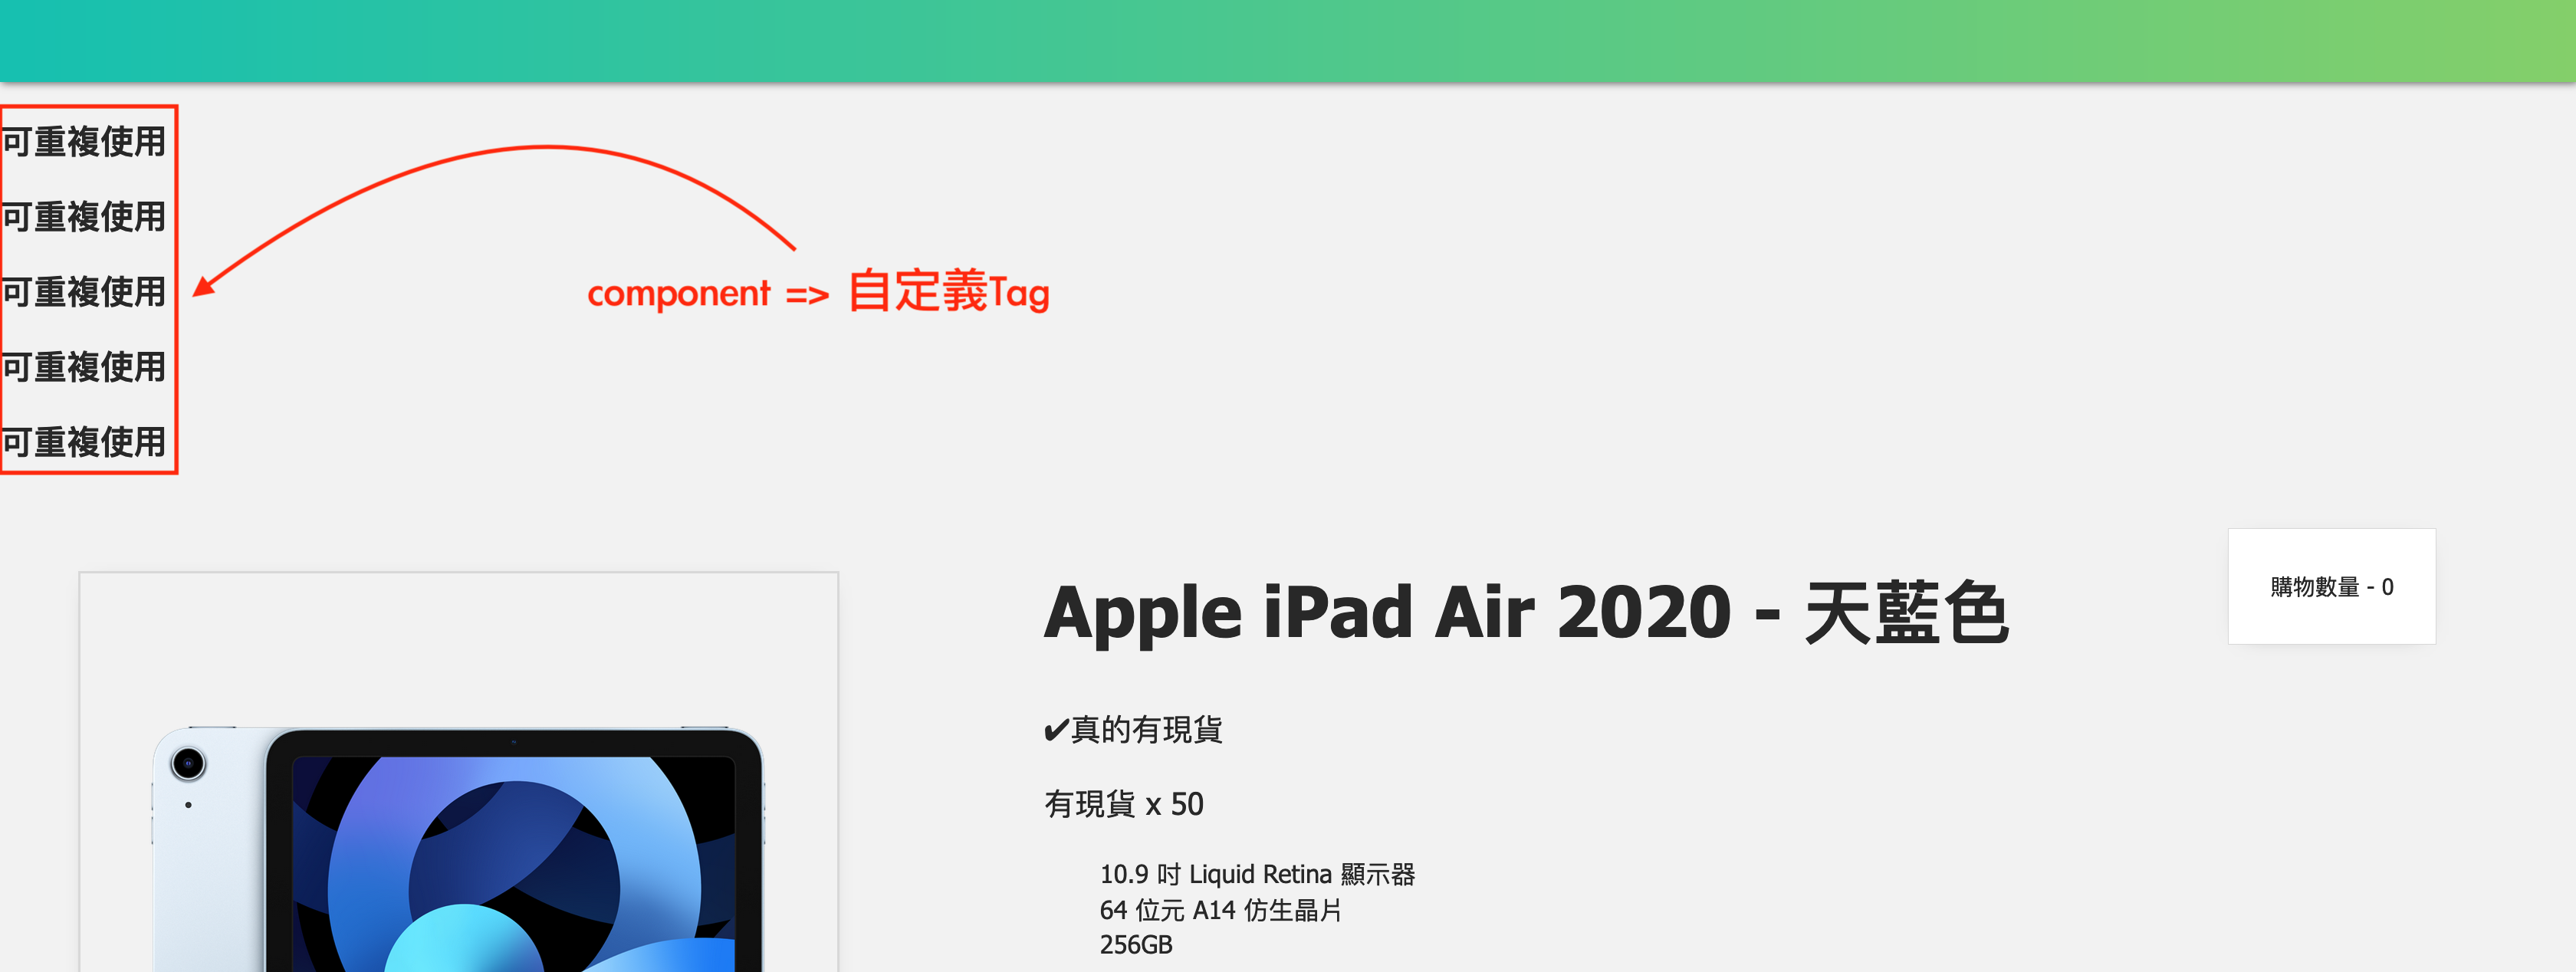 可重複使用
可重複使用
可重複使用
可重複使用
可重複使用
component => 自定義Tag
Apple iPad Air 2020 - 天藍色
購物數量 - 0
✔真的有現貨
有現貨 x 50
10.9 吋 Liquid Retina 顯示器
64 位元 A14 仿生晶片
256GB